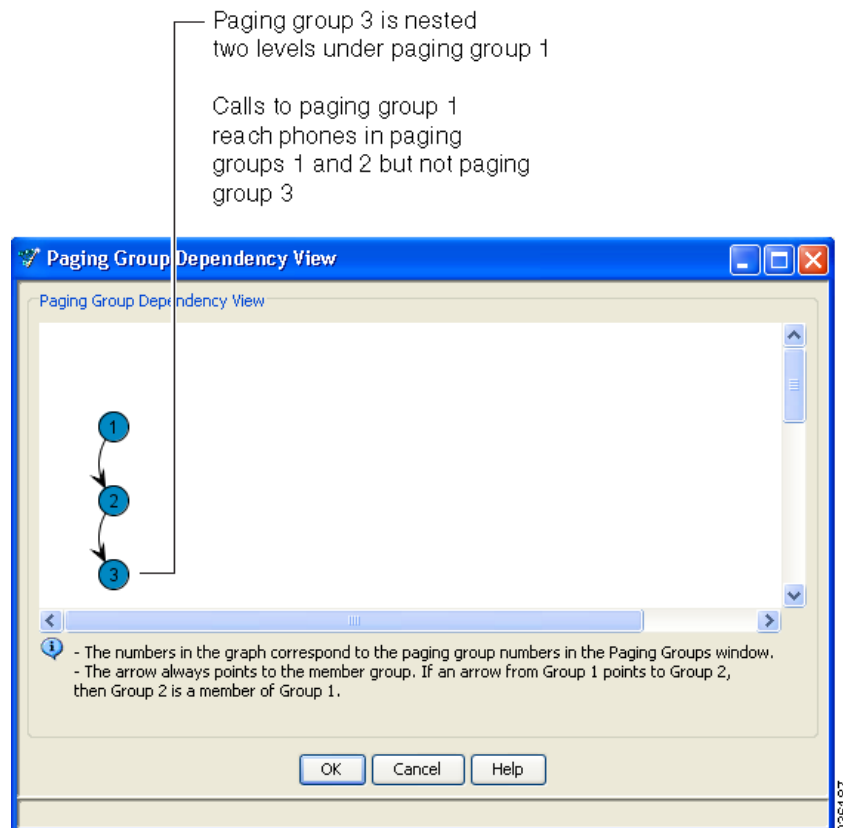 Paging group 3 is nested
two levels under paging group 1
Calls to paging group 1
reach phones in paging
groups 1 and 2 but not paging
group 3
Paging Group Dependency View
Paging Group Dependency View
1
2
3
- The numbers in the graph correspond to the paging group numbers in the Paging Groups window.
- The arrow always points to the member group. If an arrow from Group 1 points to Group 2,
then Group 2 is a member of Group 1.
OK Cancel Help